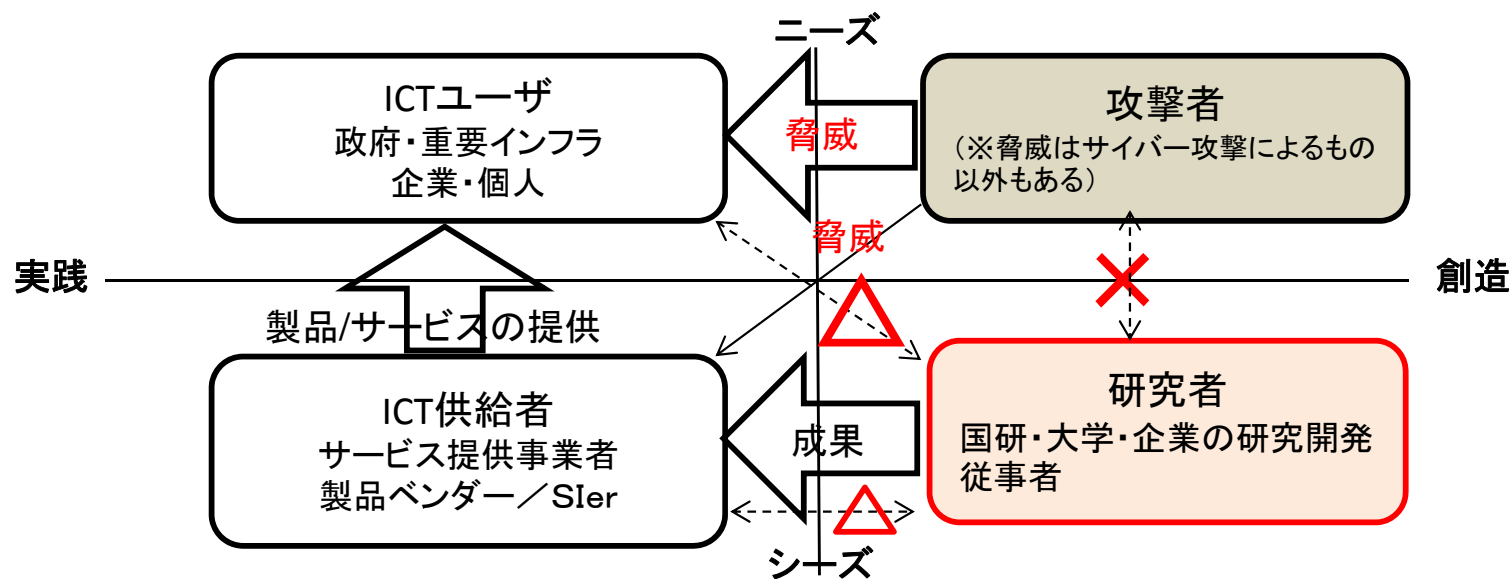 ニーズ
ICTユーザ
政府・重要インフラ
企業・個人
脅威
攻撃者
(※脅威はサイバー攻撃によるもの
以外もある)
脅威
実践
創造
製品/サービスの提供
ICT供給者
サービス提供事業者
製品ベンダー／SIer
成果
研究者
国研・大学・企業の研究開発
従事者
シーズ